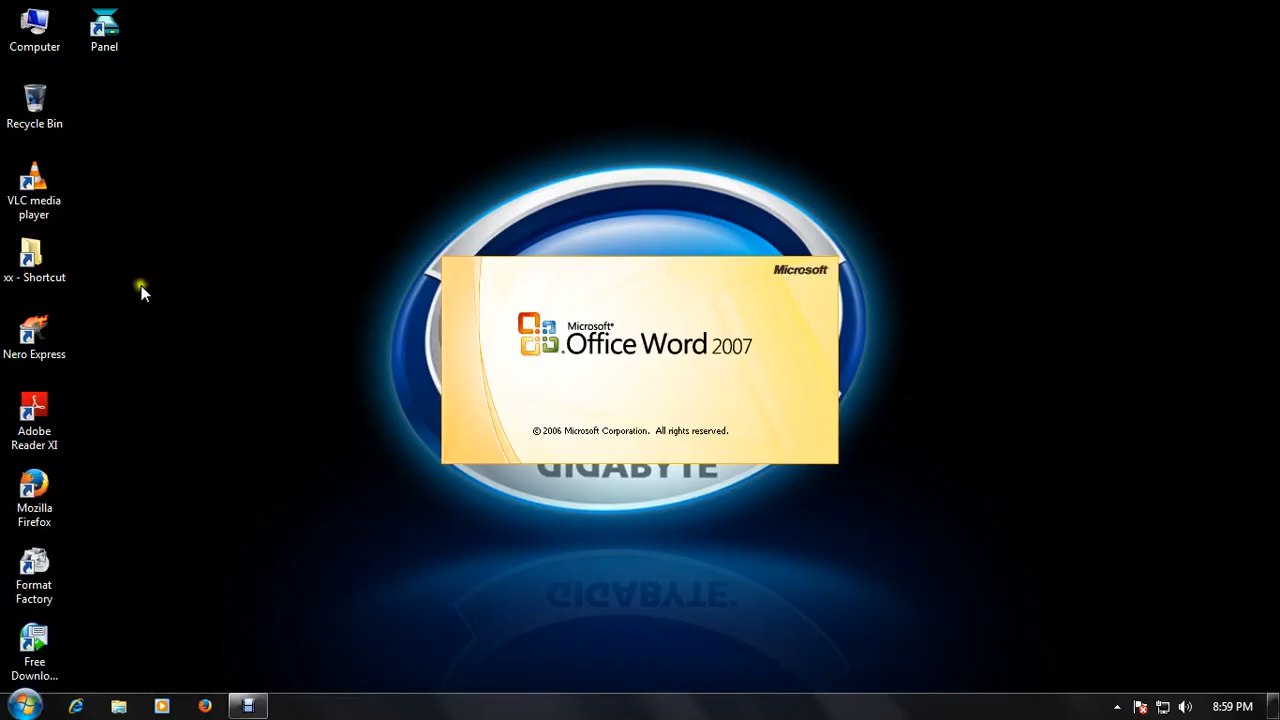 Computer
Panel
Recycle Bin
VLC media
player
xx - Shortcut
Nero Express
Adobe
Reader XI
Mozilla
Firefox
Format
Factory
Free
Downlo...
Microsoft
Microsoft®
Office Word 2007
© 2006 Microsoft Corporation.  All rights reserved.
GIGABYTE
GIGABYTE™
8:59 PM